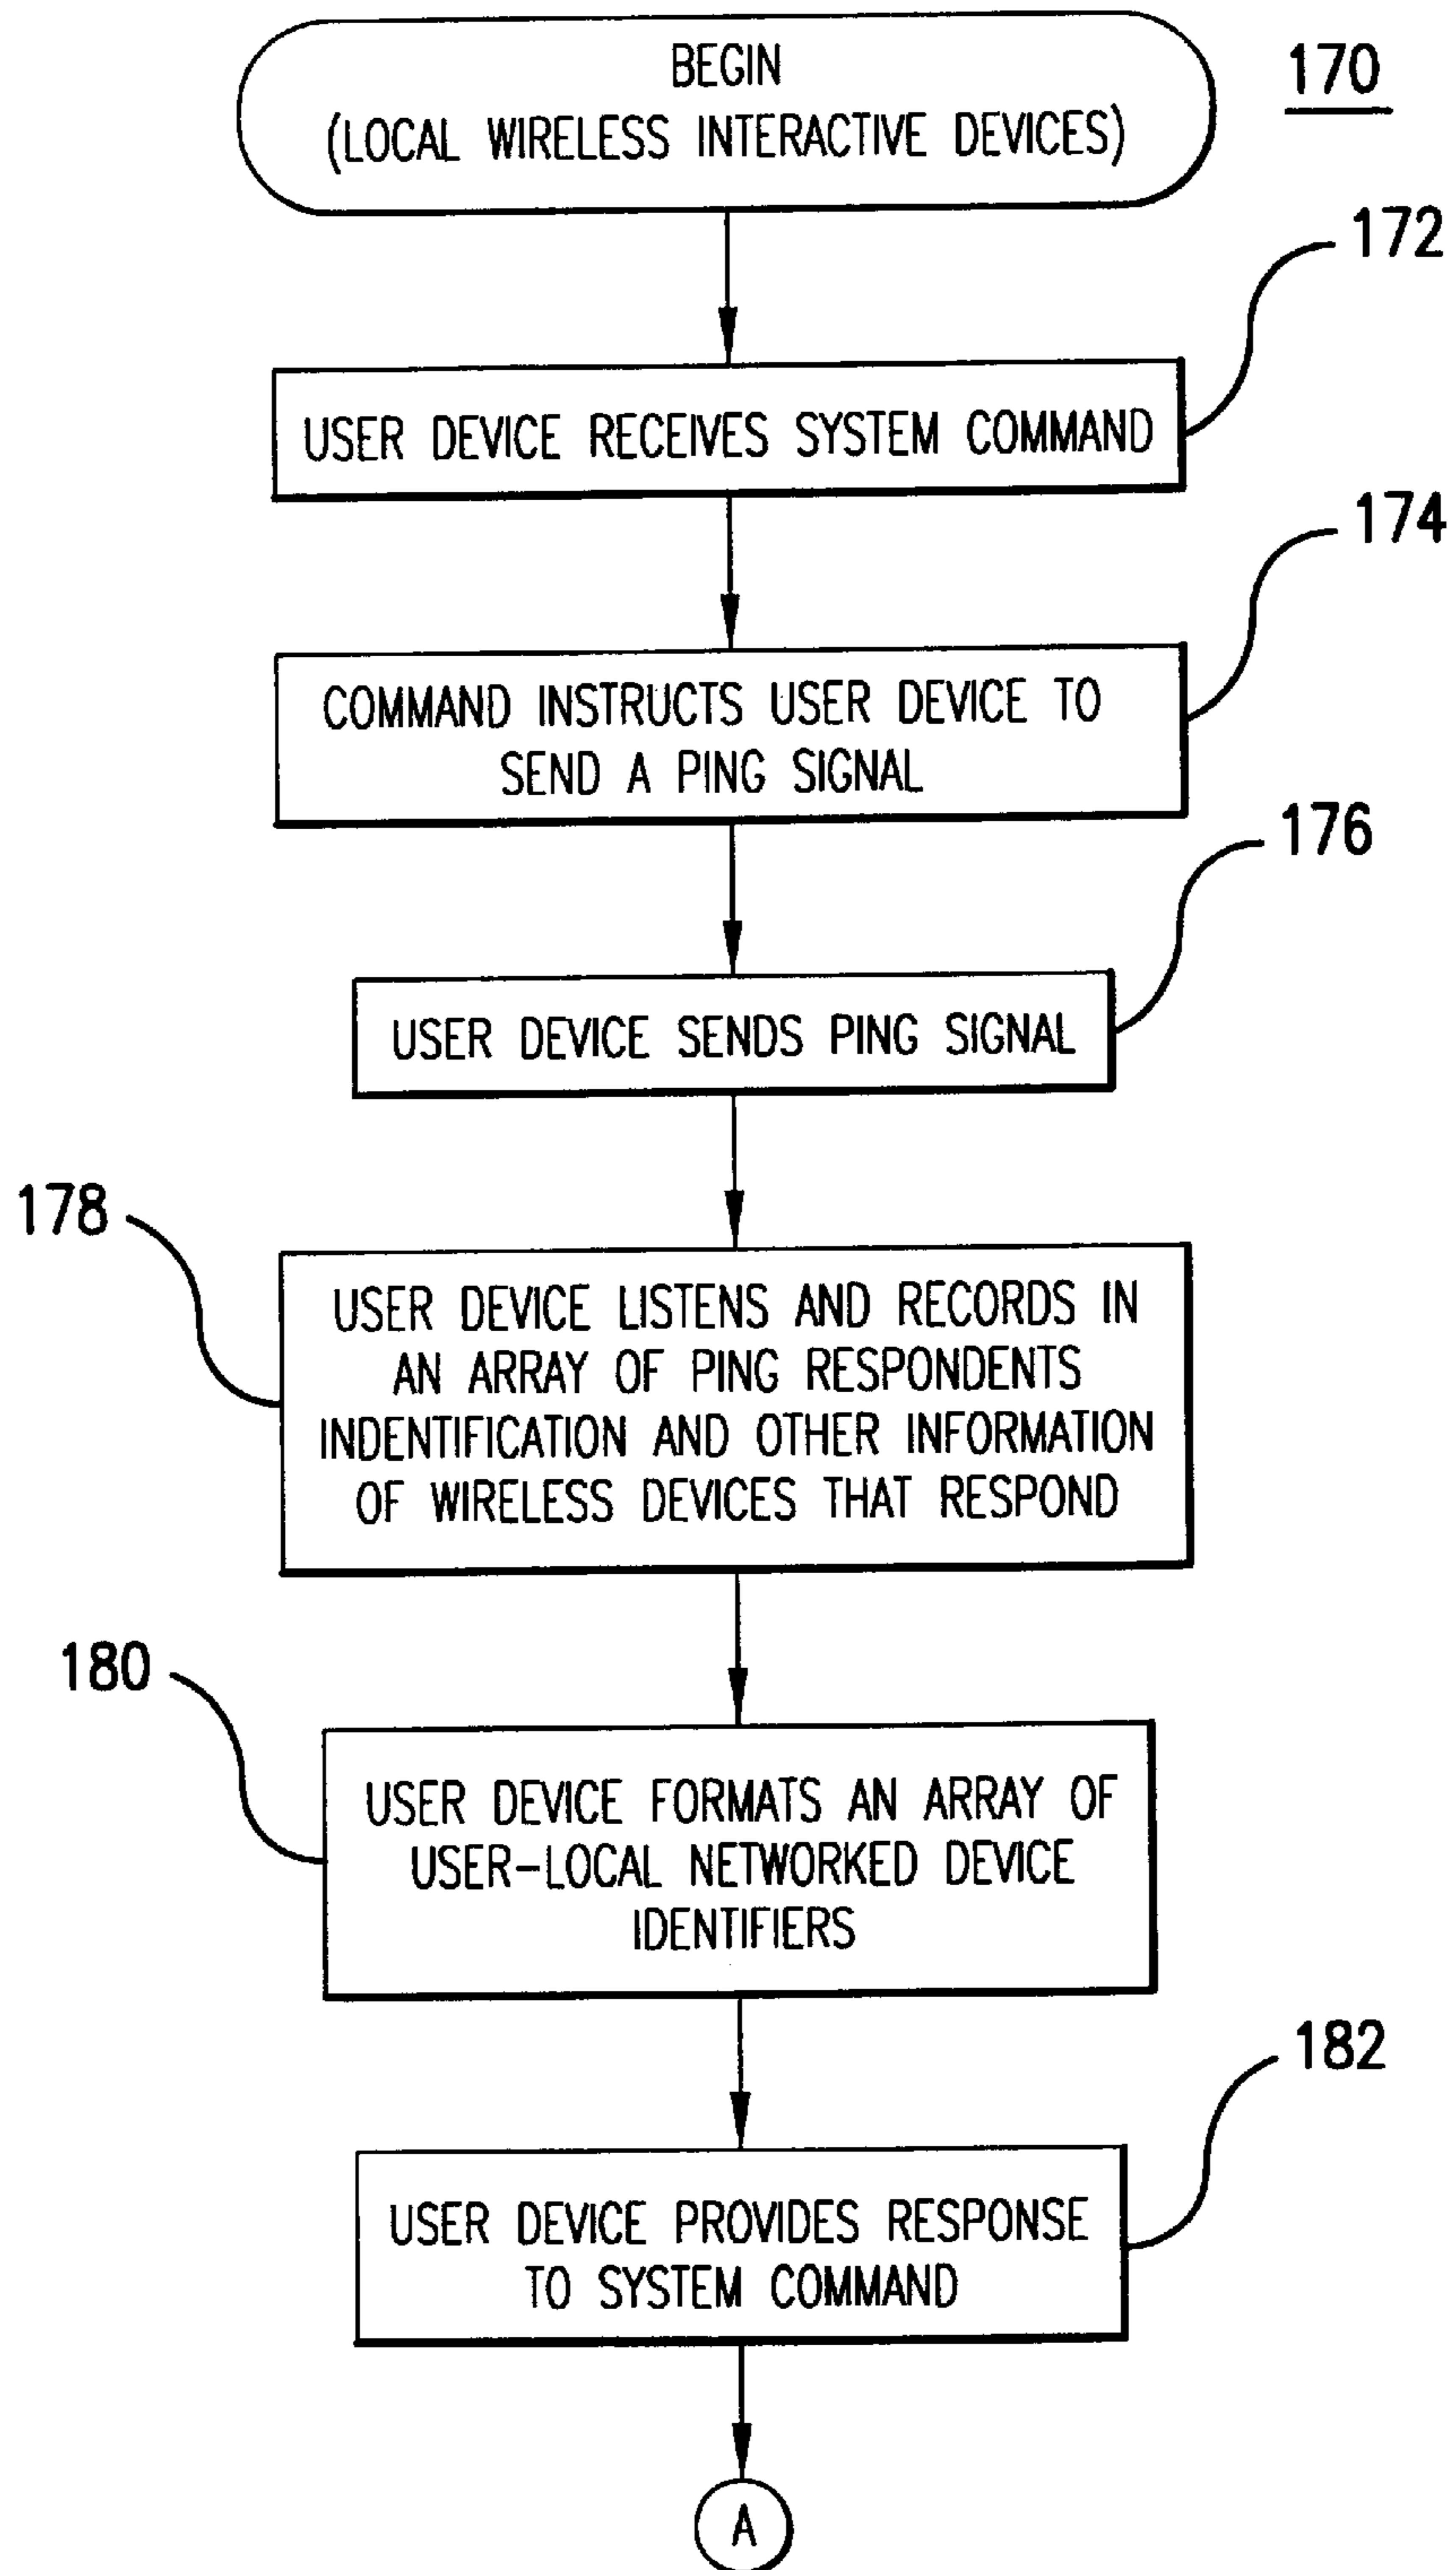 BEGIN
(LOCAL WIRELESS INTERACTIVE DEVICES)
170
172
USER DEVICE RECEIVES SYSTEM COMMAND
174
COMMAND INSTRUCTS USER DEVICE TO
SEND A PING SIGNAL
176
USER DEVICE SENDS PING SIGNAL
178
USER DEVICE LISTENS AND RECORDS IN
AN ARRAY OF PING RESPONDENTS
INDENTIFICATION AND OTHER INFORMATION
OF WIRELESS DEVICES THAT RESPOND
180
USER DEVICE FORMATS AN ARRAY OF
USER-LOCAL NETWORKED DEVICE
IDENTIFIERS
182
USER DEVICE PROVIDES RESPONSE
TO SYSTEM COMMAND
A